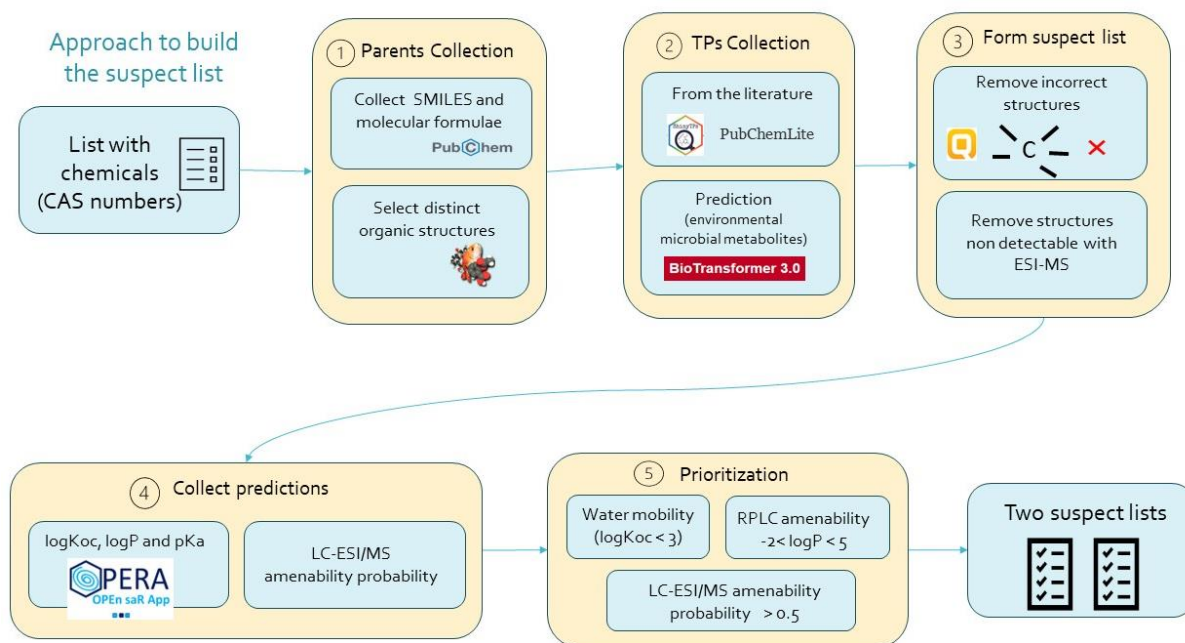 Approach to build
the suspect list
List with
chemicals
(CAS numbers)
1 Parents Collection
Collect SMILES and
molecular formulae
PubChem
Select distinct
organic structures
2 TPs Collection
From the literature
PubChemLite
Prediction
(environmental
microbial metabolites)
BioTransformer 3.0
3 Form suspect list
Remove incorrect
structures
C
Remove structures
non detectable with
ESI-MS
4 Collect predictions
logKoc, logP and pKa
OPERA
OPEn saR App
LC-ESI/MS
amenability probability
5 Prioritization
Water mobility
(logKoc < 3)
RPLC amenability
-2< logP < 5
LC-ESI/MS amenability
probability > 0.5
Two suspect lists